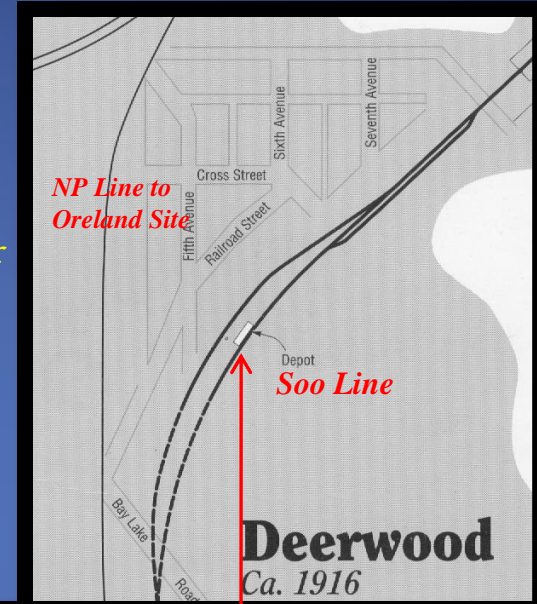 Sixth Avenue
Seventh Avenue
Cross Street
NP Line to
Oreland Site
Fifth Avenue
Railroad Street
Depot
Soo Line
Bay Lake
Road
Deerwood
Ca. 1916